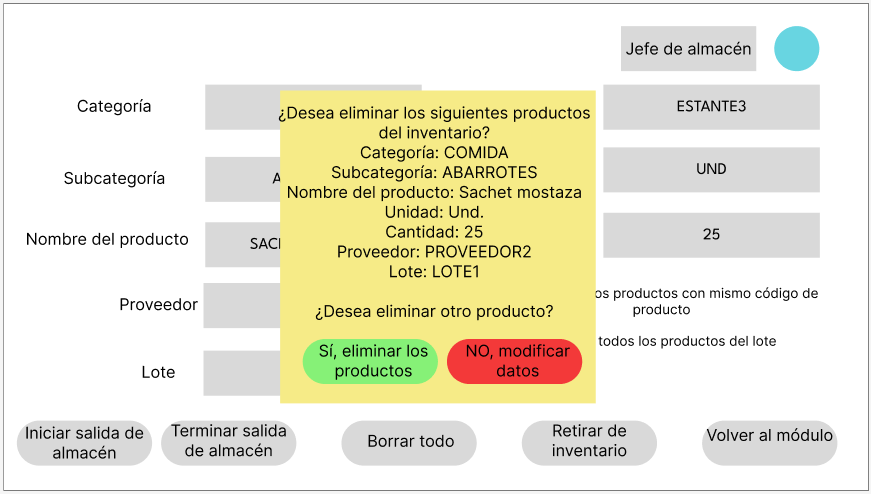 Jefe de almacén
Categoría
ESTANTE3
Subcategoría
UND
Nombre del producto
25
Proveedor
productos con mismo código de
producto
Lote
todos los productos del lote
¿Desea eliminar los siguientes productos
del inventario?
Categoría: COMIDA
Subcategoría: ABARROTES
Nombre del producto: Sachet mostaza
Unidad: Und.
Cantidad: 25
Proveedor: PROVEEDOR2
Lote: LOTE1
¿Desea eliminar otro producto?
Sí, eliminar los
productos
NO, modificar
datos
Iniciar salida de
almacén
Terminar salida
de almacén
Borrar todo
Retirar de
inventario
Volver al módulo